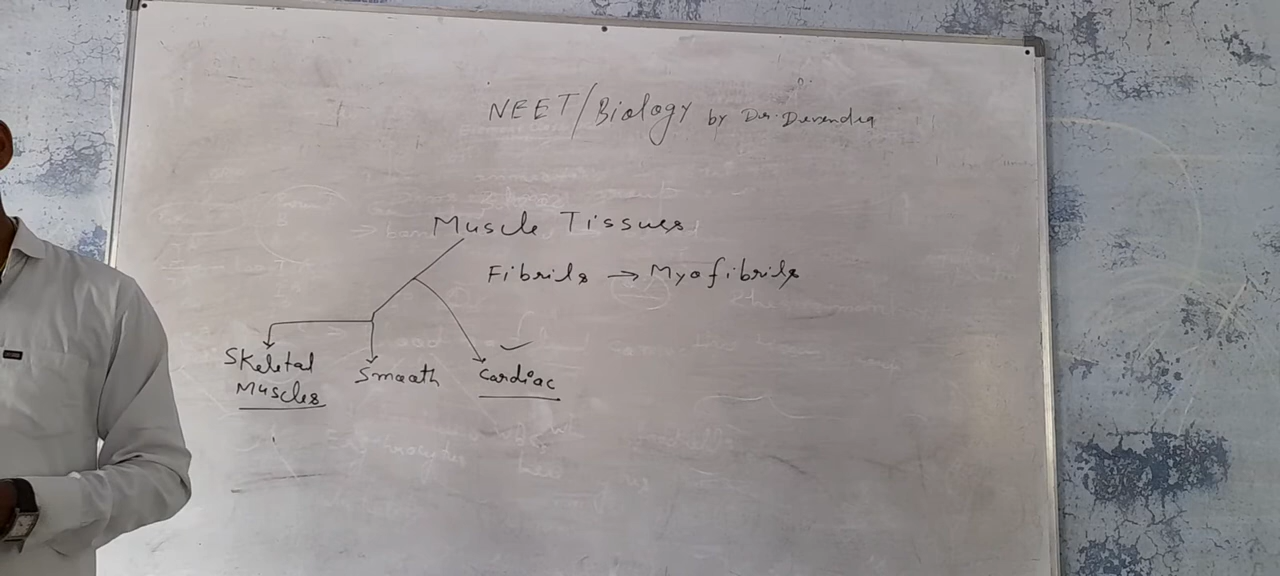 NEET/Biology by Dr. Devendra
Muscle Tissues
Fibrils → Myofibrils
Skeletal
Muscles
Smooth
Cardiac